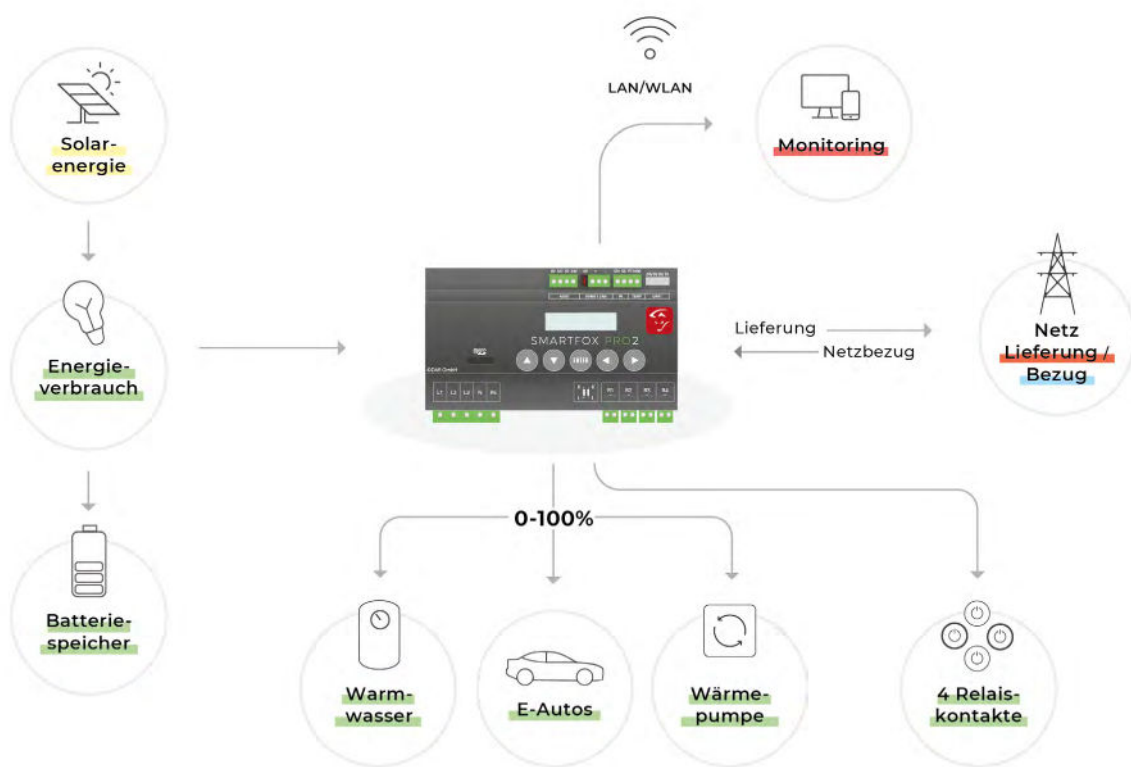 LAN/WLAN
Solar-
energie
Monitoring
Energie-
verbrauch
SMARTFOX PRO2
ENTER
L1 L2 L3 N PE
R1 R2 R3 R4
Lieferung
Netzbezug
Netz
Lieferung /
Bezug
0-100%
Batterie-
speicher
Warm-
wasser
E-Autos
Wärme-
pumpe
4 Relais-
kontakte